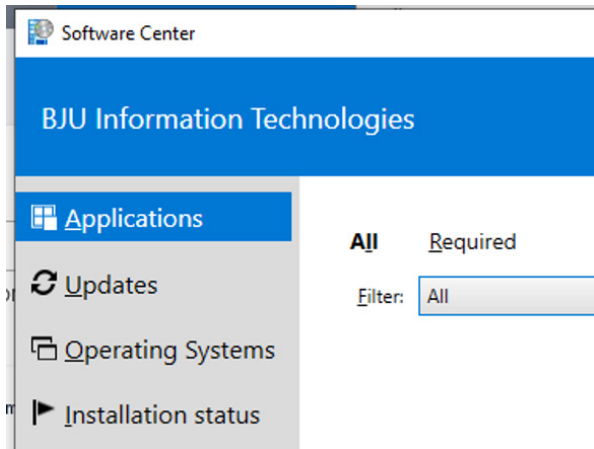 Software Center
BJU Information Technologies
Applications
Updates
Operating Systems
Installation status
All Required
Filter: All